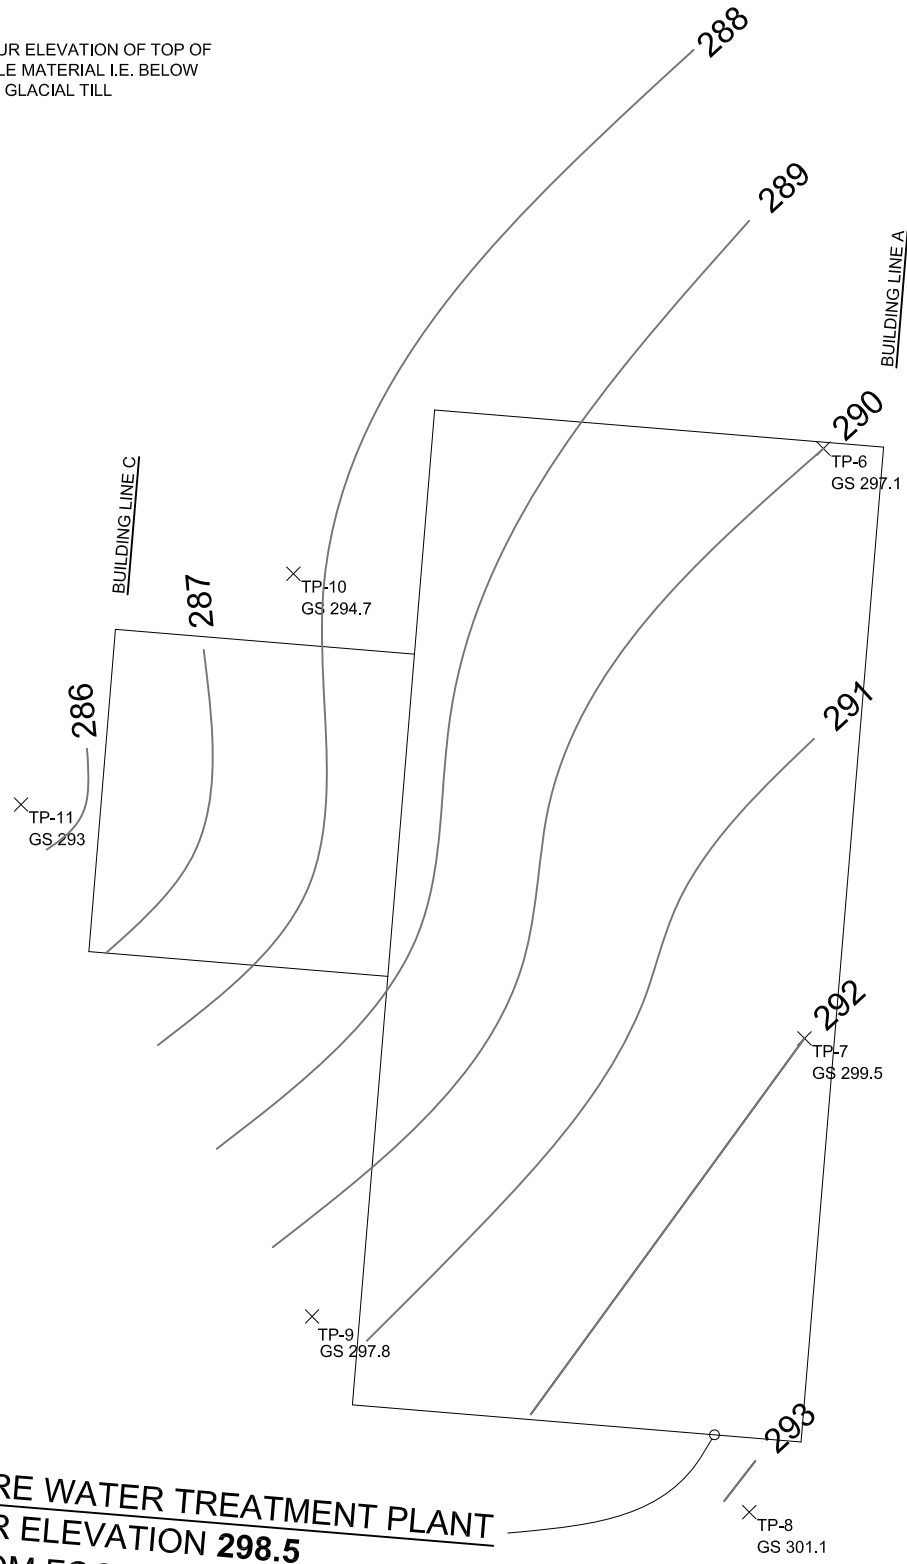 288
UR ELEVATION OF TOP OF
LE MATERIAL I.E. BELOW
GLACIAL TILL
289
BUILDING LINE A
290
TP-6
GS 297.1
BUILDING LINE C
287
TP-10
GS 294.7
286
291
TP-11
GS 293
292
TP-7
GS 299.5
TP-9
GS 297.8
293
RE WATER TREATMENT PLANT
R ELEVATION 298.5
TP-8
GS 301.1